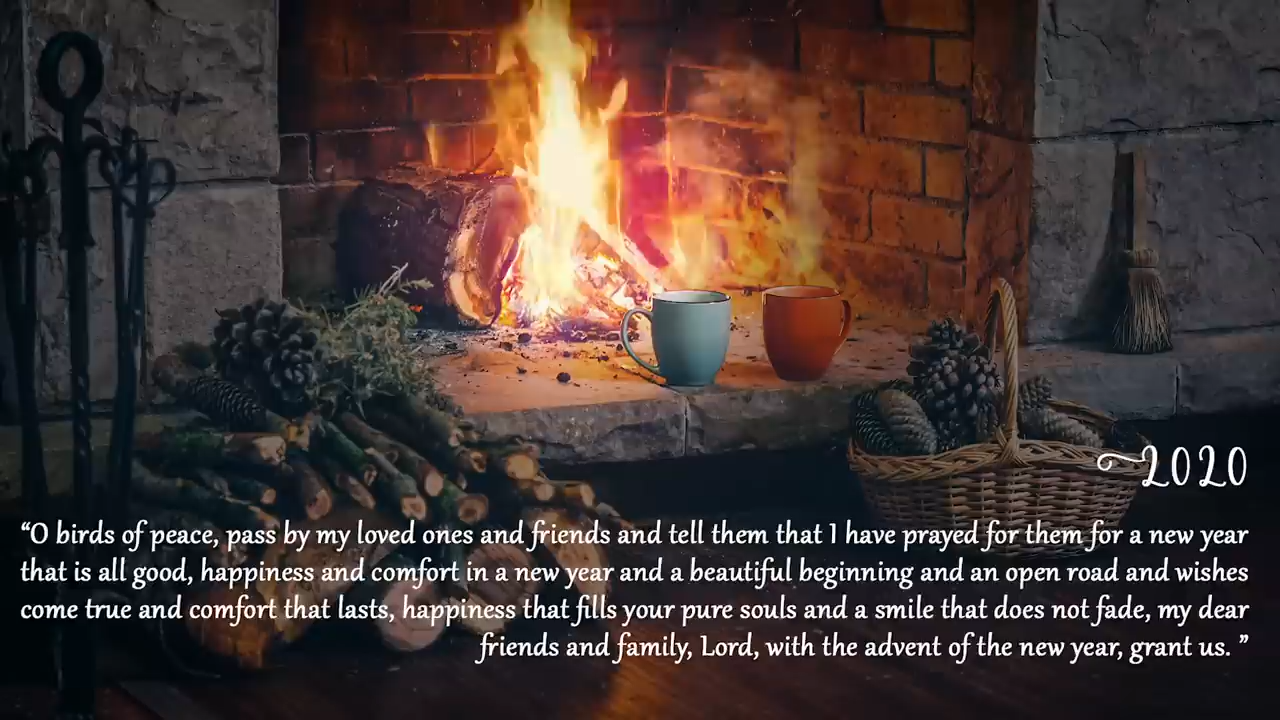 ~2020
“O birds of peace, pass by my loved ones and friends and tell them that I have prayed for them for a new year
that is all good, happiness and comfort in a new year and a beautiful beginning and an open road and wishes
come true and comfort that lasts, happiness that fills your pure souls and a smile that does not fade, my dear
friends and family, Lord, with the advent of the new year, grant us. ”